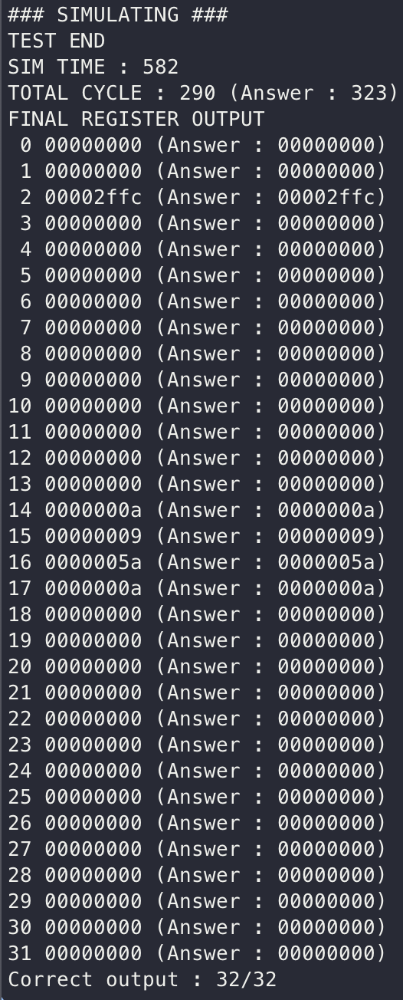 ### SIMULATING ###
TEST END
SIM TIME : 582
TOTAL CYCLE : 290 (Answer : 323)
FINAL REGISTER OUTPUT
 0 00000000 (Answer : 00000000)
 1 00000000 (Answer : 00000000)
 2 00002ffc (Answer : 00002ffc)
 3 00000000 (Answer : 00000000)
 4 00000000 (Answer : 00000000)
 5 00000000 (Answer : 00000000)
 6 00000000 (Answer : 00000000)
 7 00000000 (Answer : 00000000)
 8 00000000 (Answer : 00000000)
 9 00000000 (Answer : 00000000)
10 00000000 (Answer : 00000000)
11 00000000 (Answer : 00000000)
12 00000000 (Answer : 00000000)
13 00000000 (Answer : 00000000)
14 0000000a (Answer : 0000000a)
15 00000009 (Answer : 00000009)
16 0000005a (Answer : 0000005a)
17 0000000a (Answer : 0000000a)
18 00000000 (Answer : 00000000)
19 00000000 (Answer : 00000000)
20 00000000 (Answer : 00000000)
21 00000000 (Answer : 00000000)
22 00000000 (Answer : 00000000)
23 00000000 (Answer : 00000000)
24 00000000 (Answer : 00000000)
25 00000000 (Answer : 00000000)
26 00000000 (Answer : 00000000)
27 00000000 (Answer : 00000000)
28 00000000 (Answer : 00000000)
29 00000000 (Answer : 00000000)
30 00000000 (Answer : 00000000)
31 00000000 (Answer : 00000000)
Correct output : 32/32